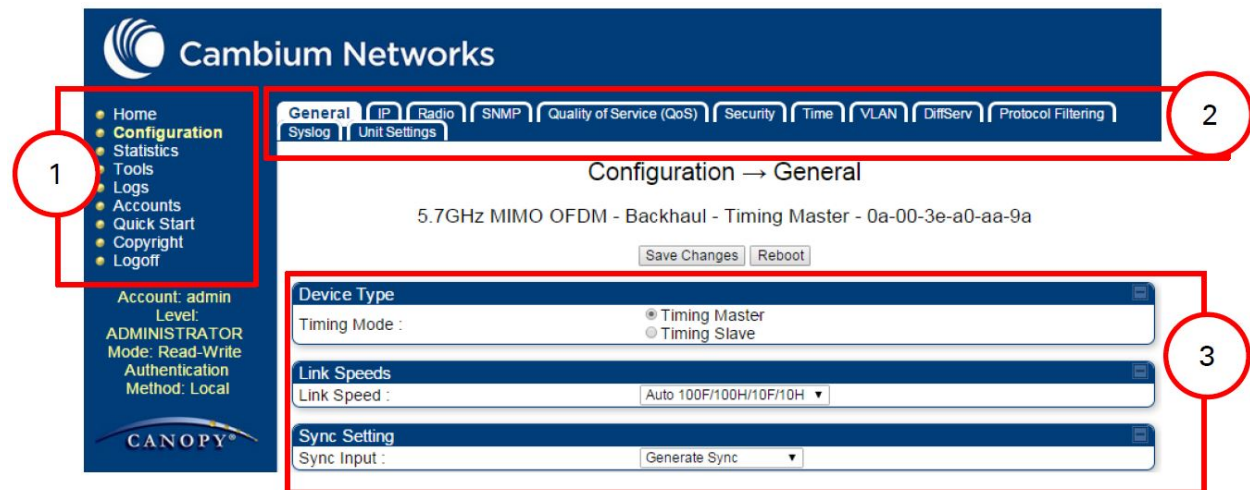 Cambium Networks
1
Home
Configuration
Statistics
Tools
Logs
Accounts
Quick Start
Copyright
Logoff
Account: admin
Level:
ADMINISTRATOR
Mode: Read-Write
Authentication
Method: Local
CANOPY®
General IP Radio SNMP Quality of Service (QoS) Security Time VLAN DiffServ Protocol Filtering
Syslog Unit Settings
2
Configuration → General
5.7GHz MIMO OFDM - Backhaul - Timing Master - 0a-00-3e-a0-aa-9a
Save Changes Reboot
Device Type
Timing Mode : Timing Master
Timing Slave
Link Speeds
Link Speed : Auto 100F/100H/10F/10H
Sync Setting
Sync Input : Generate Sync
3